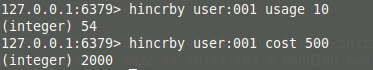 127.0.0.1:6379> hincrby user:001 usage 10
(integer) 54
127.0.0.1:6379> hincrby user:001 cost 500
(integer) 2000